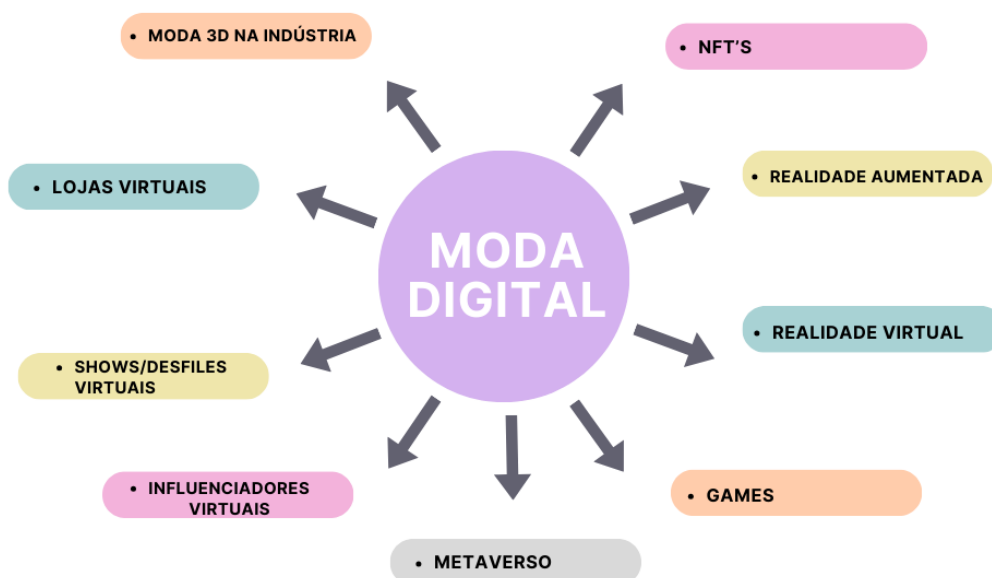 • MODA 3D NA INDÚSTRIA
• NFT'S
• LOJAS VIRTUAIS
• REALIDADE AUMENTADA
MODA
DIGITAL
• REALIDADE VIRTUAL
• SHOWS/DESFILES
VIRTUAIS
• INFLUENCIADORES
VIRTUAIS
• GAMES
• METAVERSO